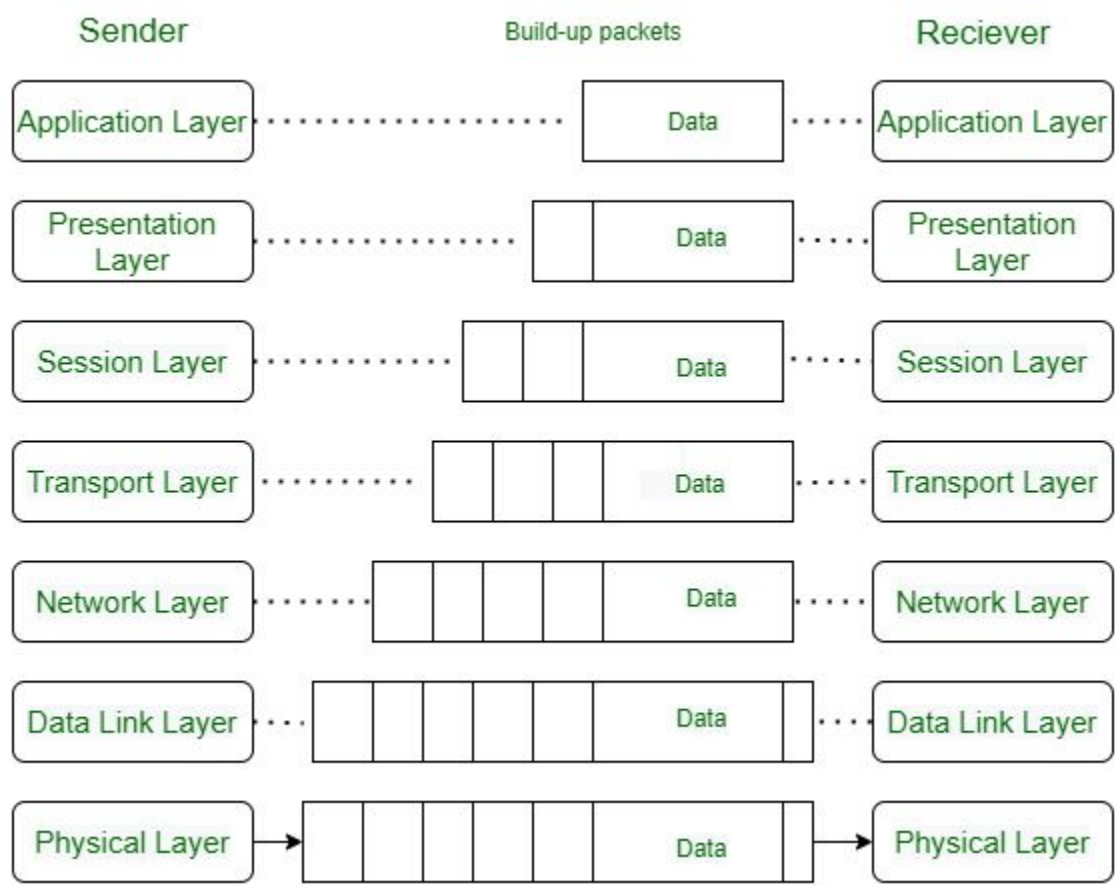 Sender
Build-up packets
Reciever
Application Layer
Data
Application Layer
Presentation
Layer
Data
Presentation
Layer
Session Layer
Data
Session Layer
Transport Layer
Data
Transport Layer
Network Layer
Data
Network Layer
Data Link Layer
Data
Data Link Layer
Physical Layer
Data
Physical Layer